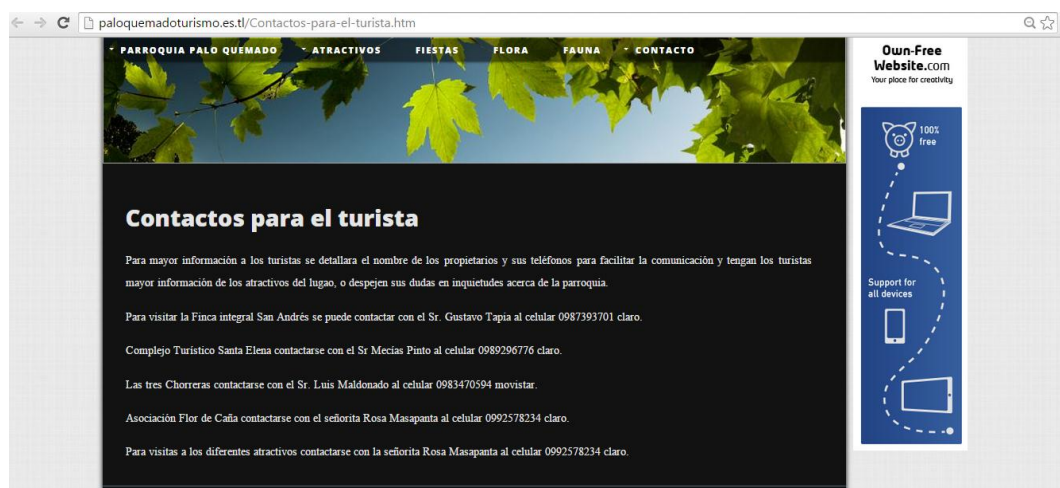 paloquemadoturismo.es.tl/Contactos-para-el-turista.htm
PARROQUIA PALO QUEMADO ATRACTIVOS FIESTAS FLORA FAUNA CONTACTO
Own-Free
Website.com
Your place for creativity
100%
free
Support for
all devices
Contactos para el turista
Para mayor información a los turistas se detallara el nombre de los propietarios y sus teléfonos para facilitar la comunicación y tengan los turistas
mayor información de los atractivos del lugao, o despejen sus dudas en inquietudes acerca de la parroquia.
Para visitar la Finca integral San Andrés se puede contactar con el Sr. Gustavo Tapia al celular 0987393701 claro.
Complejo Turístico Santa Elena contactarse con el Sr Mecías Pinto al celular 0989296776 claro.
Las tres Chorreras contactarse con el Sr. Luis Maldonado al celular 0983470594 movistar.
Asociación Flor de Caña contactarse con el señorita Rosa Masapanta al celular 0992578234 claro.
Para visitas a los diferentes atractivos contactarse con la señorita Rosa Masapanta al celular 0992578234 claro.